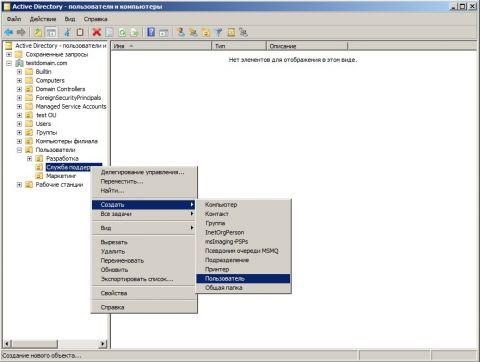 Active Directory - пользователи и компьютеры
Файл Действие Вид Справка
Active Directory - пользователи и
Сохраненные запросы
testdomain.com
Builtin
Computers
Domain Controllers
ForeignSecurityPrincipals
Managed Service Accounts
test OU
Users
Группы
Компьютеры филиала
Пользователи
Разработка
Служба поддер
Маркетинг
Рабочие станции
Имя Тип Описание
Нет элементов для отображения в этом виде.
Делегирование управления...
Переместить...
Найти...
Создать
Все задачи
Вид
Вырезать
Удалить
Переименовать
Обновить
Экспортировать список...
Свойства
Справка
Компьютер
Контакт
Группа
InetOrgPerson
msImaging-PSPs
Псевдоним очереди MSMQ
Подразделение
Принтер
Пользователь
Общая папка
Создание нового объекта...